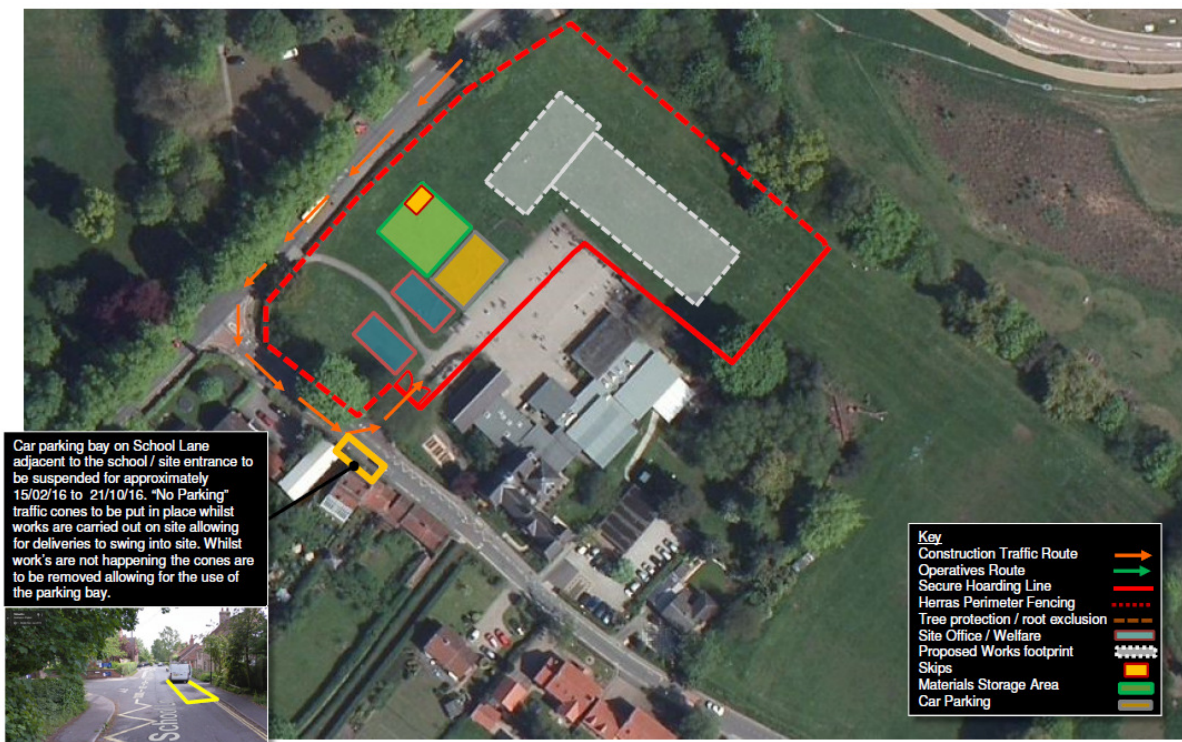 Car parking bay on School Lane
adjacent to the school / site entrance to
be suspended for approximately
15/02/16 to 21/10/16. "No Parking"
traffic cones to be put in place whilst
works are carried out on site allowing
for deliveries to swing into site. Whilst
work's are not happening the cones are
to be removed allowing for the use of
the parking bay.
School L
Key
Construction Traffic Route
Operatives Route
Secure Hoarding Line
Herras Perimeter Fencing
Tree protection / root exclusion
Site Office / Welfare
Proposed Works footprint
Skips
Materials Storage Area
Car Parking